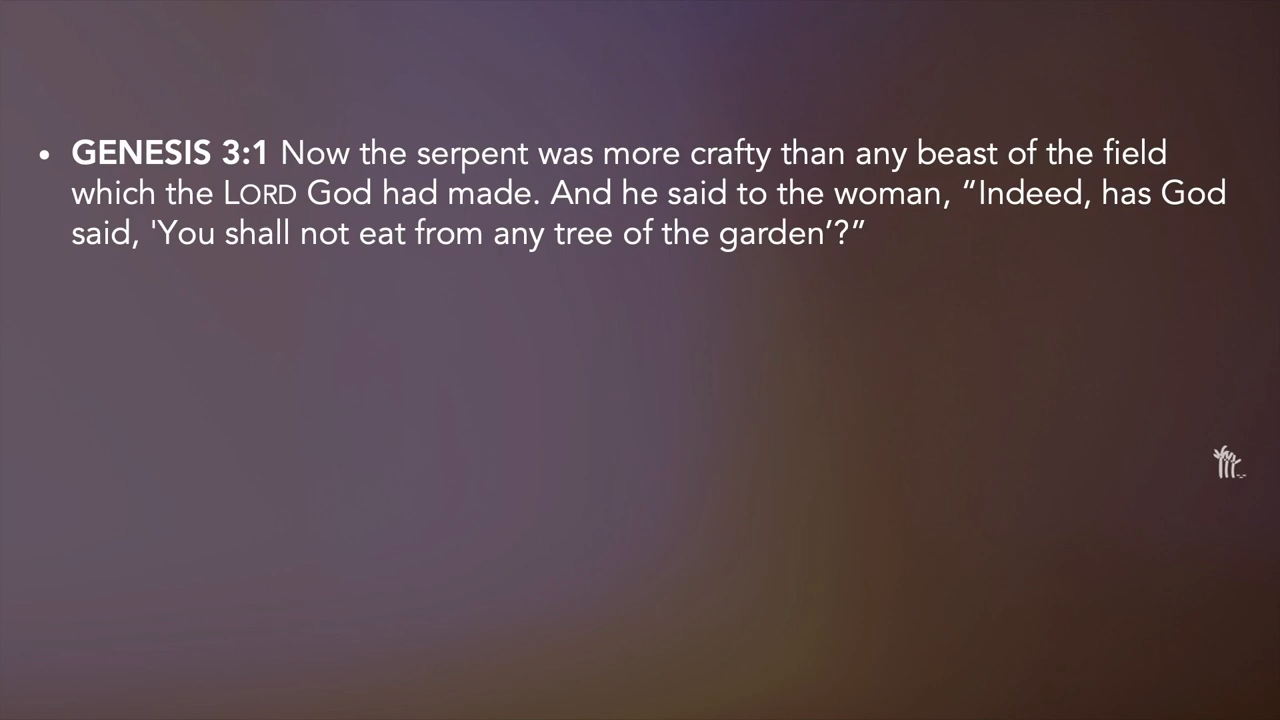 • GENESIS 3:1 Now the serpent was more crafty than any beast of the field
which the LORD God had made. And he said to the woman, “Indeed, has God
said, 'You shall not eat from any tree of the garden’?”